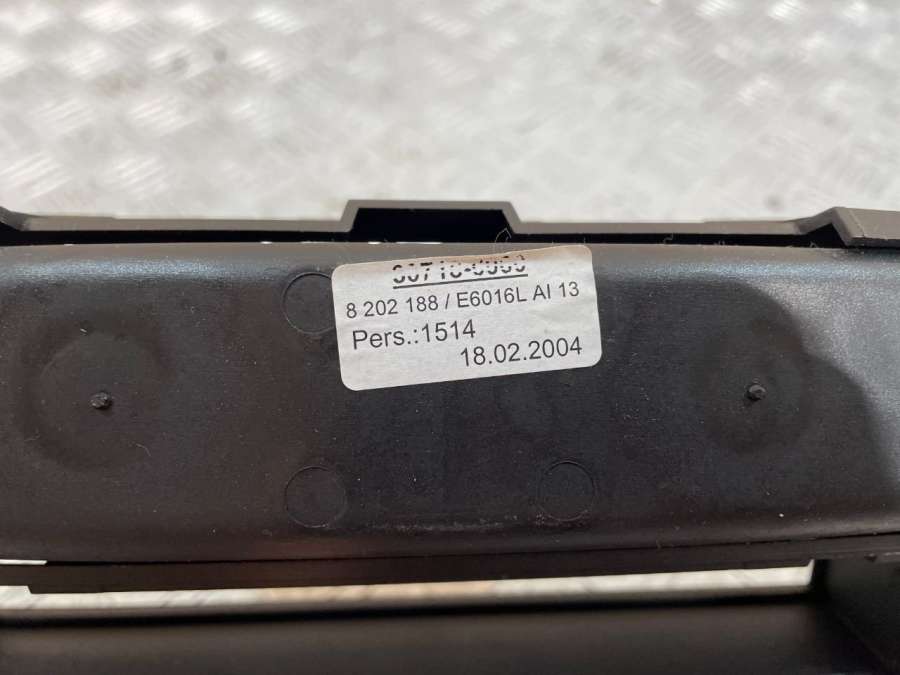 8 202 188 / E6016L AI 13
Pers.:1514
18.02.2004